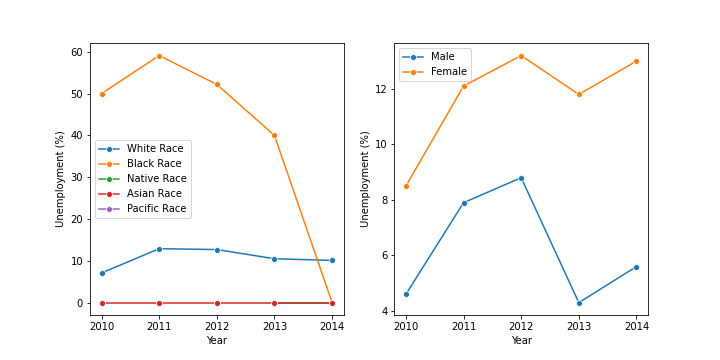 60
50
40
30
20
10
0
Unemployment (%)
White Race
Black Race
Native Race
Asian Race
Pacific Race
2010 2011 2012 2013 2014
Year
12
10
8
6
4
Unemployment (%)
Male
Female
2010 2011 2012 2013 2014
Year